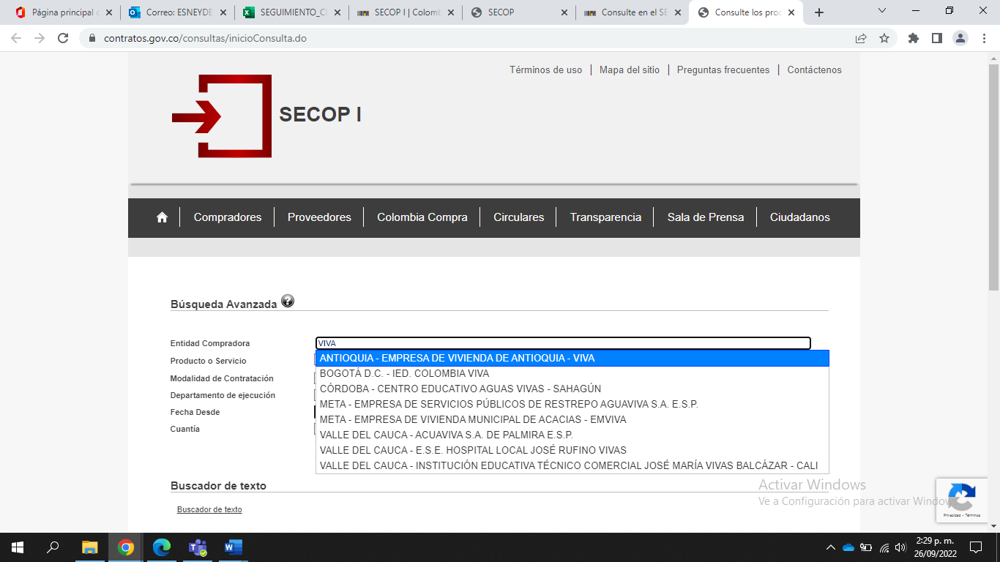 Página principal d
Correo: ESNEYDE
SEGUIMIENTO_C
SECOP I | Colomb
SECOP
Consulte en el SE
Consulte los proc
contratos.gov.co/consultas/inicioConsulta.do
Términos de uso | Mapa del sitio | Preguntas frecuentes | Contáctenos
SECOP I
Compradores
Proveedores
Colombia Compra
Circulares
Transparencia
Sala de Prensa
Ciudadanos
Búsqueda Avanzada
Entidad Compradora
VIVA
Producto o Servicio
Modalidad de Contratación
Departamento de ejecución
Fecha Desde
Cuantía
ANTIOQUIA - EMPRESA DE VIVIENDA DE ANTIOQUIA - VIVA
BOGOTÁ D.C. - IED. COLOMBIA VIVA
CÓRDOBA - CENTRO EDUCATIVO AGUAS VIVAS - SAHAGÚN
META - EMPRESA DE SERVICIOS PÚBLICOS DE RESTREPO AGUAVIVA S.A. E.S.P.
META - EMPRESA DE VIVIENDA MUNICIPAL DE ACACIAS - EMVIVA
VALLE DEL CAUCA - ACUAVIVA S.A. DE PALMIRA E.S.P.
VALLE DEL CAUCA - E.S.E. HOSPITAL LOCAL JOSÉ RUFINO VIVAS
VALLE DEL CAUCA - INSTITUCIÓN EDUCATIVA TÉCNICO COMERCIAL JOSÉ MARÍA VIVAS BALCÁZAR - CALI
Buscador de texto
Buscador de texto
Activar Windows
Ve a Configuración para activar Windows
Privacidad - Términos
2:29 p. m.
26/09/2022